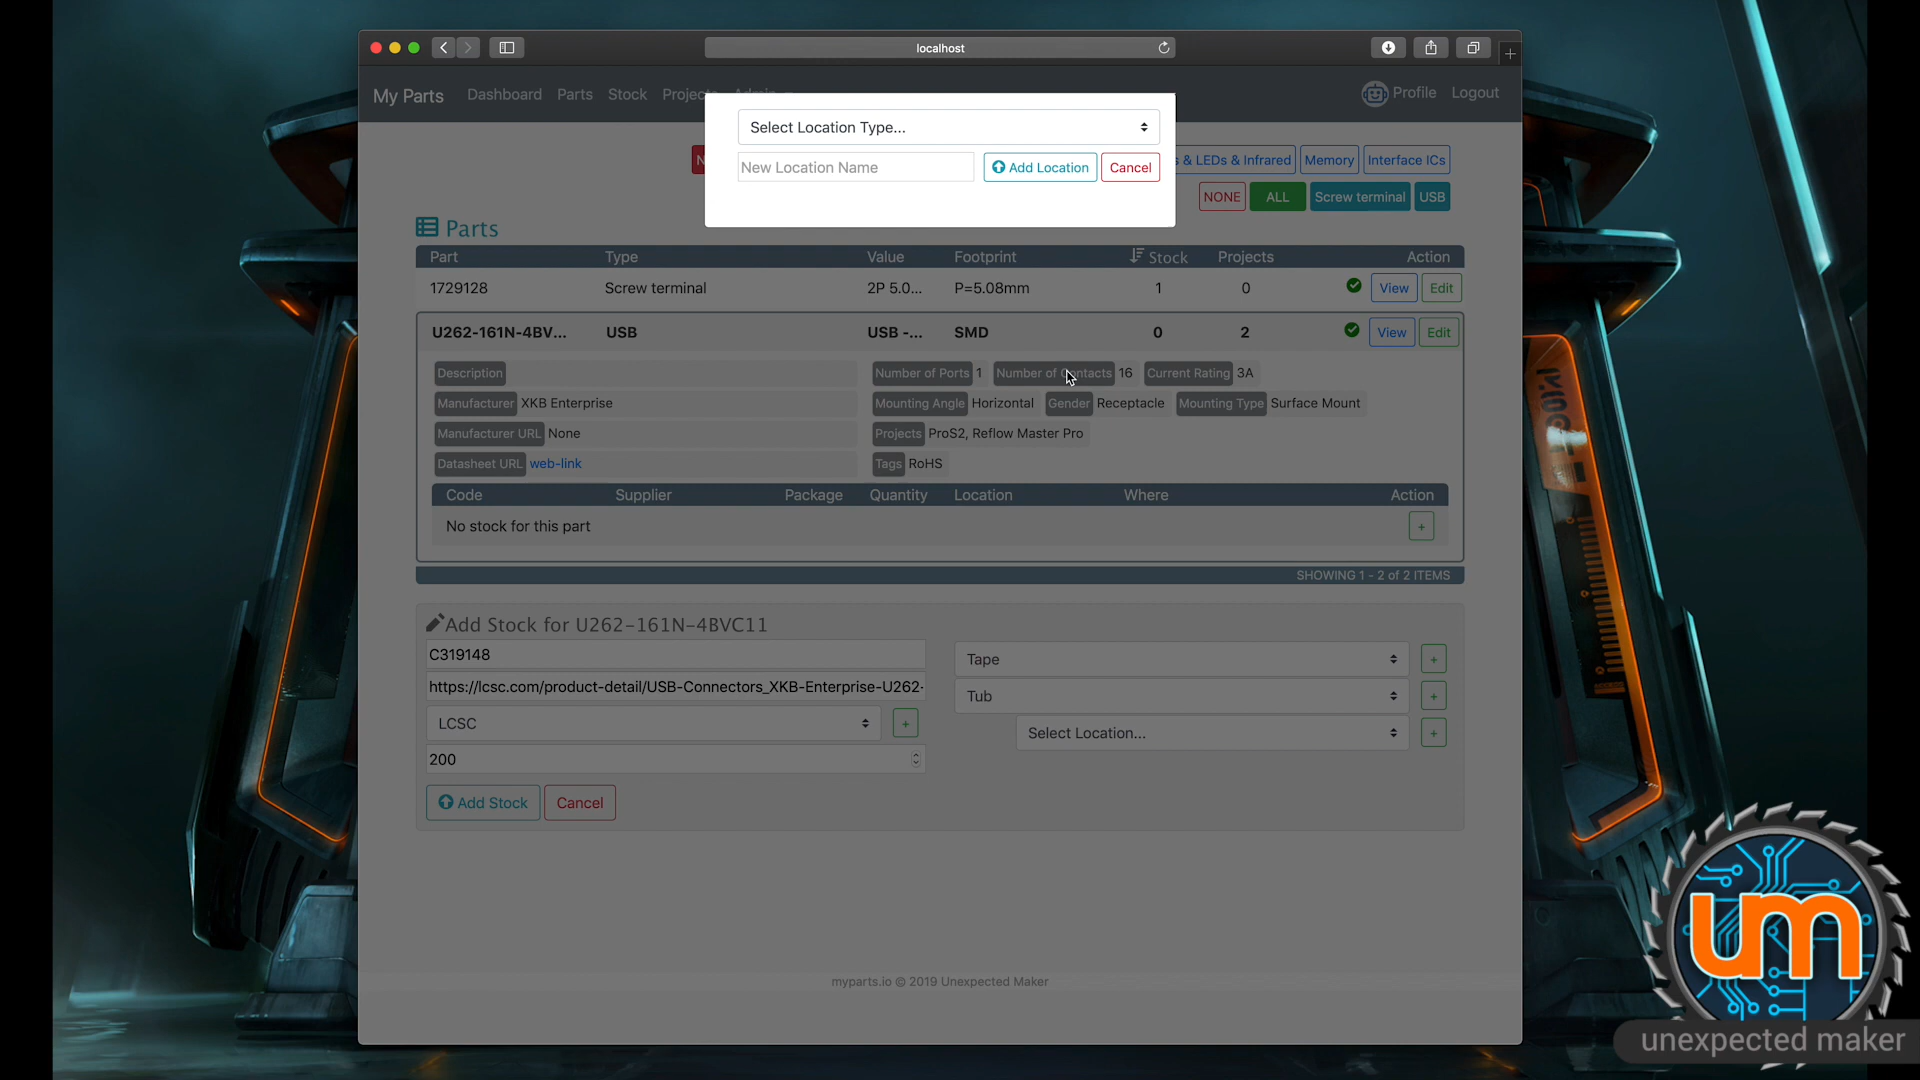 localhost
My Parts Dashboard Parts Stock Projects Admin Profile Logout
Select Location Type...
New Location Name Add Location Cancel
s & LEDs & Infrared Memory Interface ICs
NONE ALL Screw terminal USB
Parts
Part Type Value Footprint Stock Projects Action
1729128 Screw terminal 2P 5.0... P=5.08mm 1 0 View Edit
U262-161N-4BV... USB USB -... SMD 0 2 View Edit
Description Number of Ports 1 Number of Contacts 16 Current Rating 3A
Manufacturer XKB Enterprise Mounting Angle Horizontal Gender Receptacle Mounting Type Surface Mount
Manufacturer URL None Projects ProS2, Reflow Master Pro
Datasheet URL web-link Tags RoHS
Code Supplier Package Quantity Location Where Action
No stock for this part +
SHOWING 1 - 2 of 2 ITEMS
Add Stock for U262-161N-4BVC11
C319148 Tape +
https://lcsc.com/product-detail/USB-Connectors_XKB-Enterprise-U262- Tub +
LCSC + Select Location... +
200
Add Stock Cancel
myparts.io © 2019 Unexpected Maker
um
unexpected maker